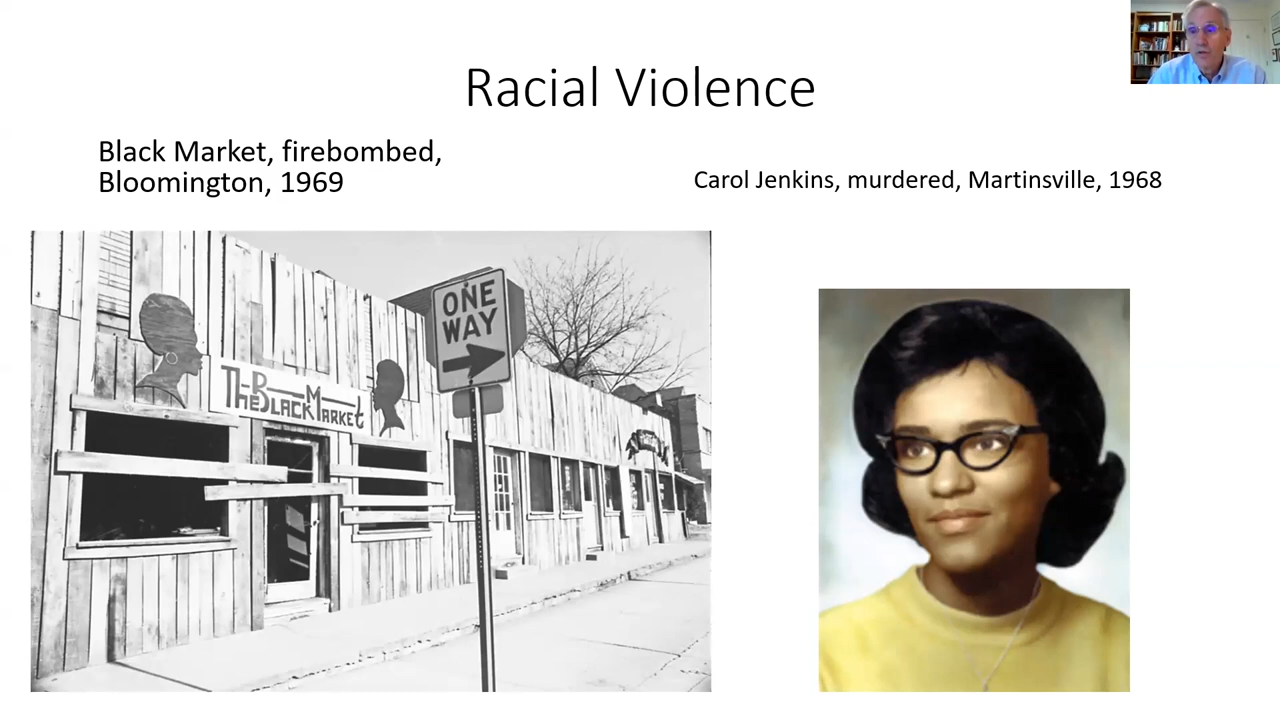 Racial Violence
Black Market, firebombed,
Bloomington, 1969
Carol Jenkins, murdered, Martinsville, 1968
ONE
WAY
THE BLACK MARKET